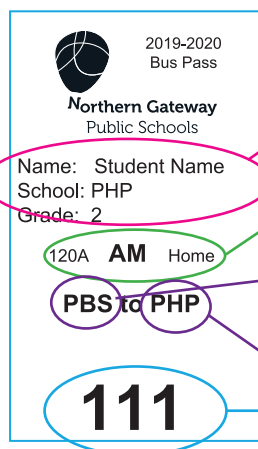 2019-2020
Bus Pass
Northern Gateway
Public Schools
Name: Student Name
School: PHP
Grade: 2
120A AM Home
PBS to PHP
111